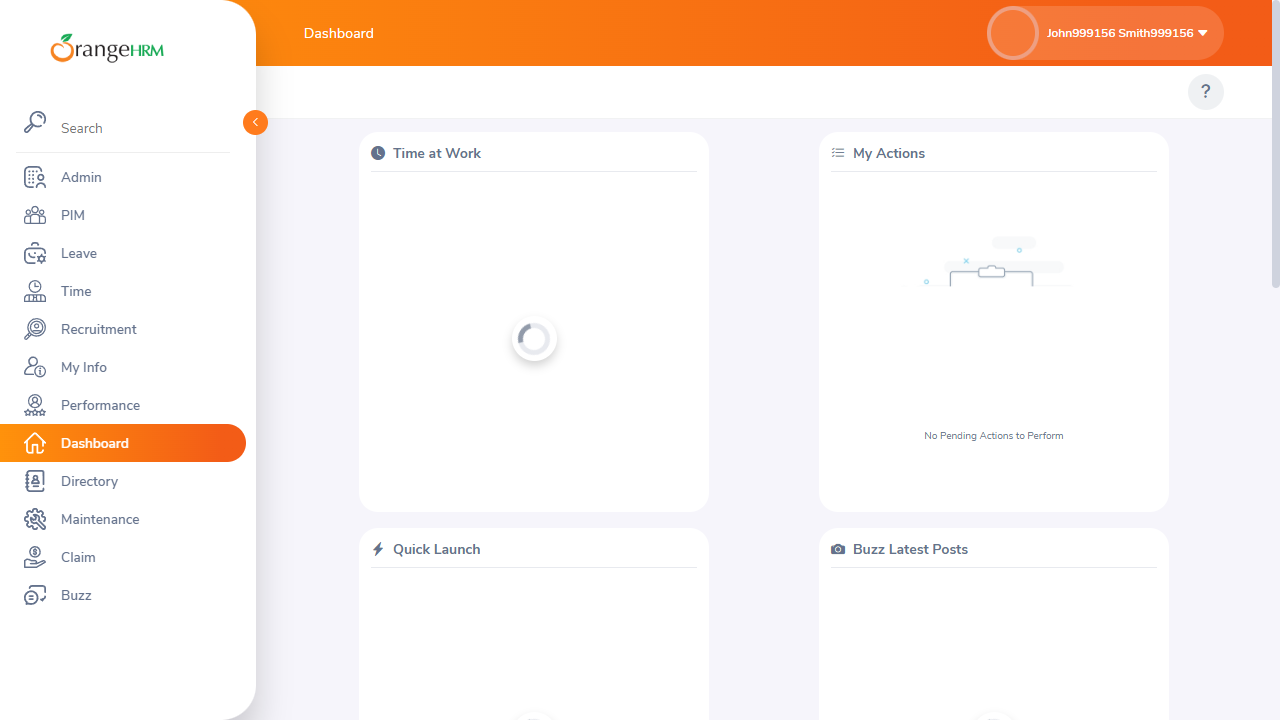 OrangeHRM
Dashboard
John999156 Smith999156
?
Search
Admin
PIM
Leave
Time
Recruitment
My Info
Performance
Dashboard
Directory
Maintenance
Claim
Buzz
Time at Work
My Actions
No Pending Actions to Perform
Quick Launch
Buzz Latest Posts